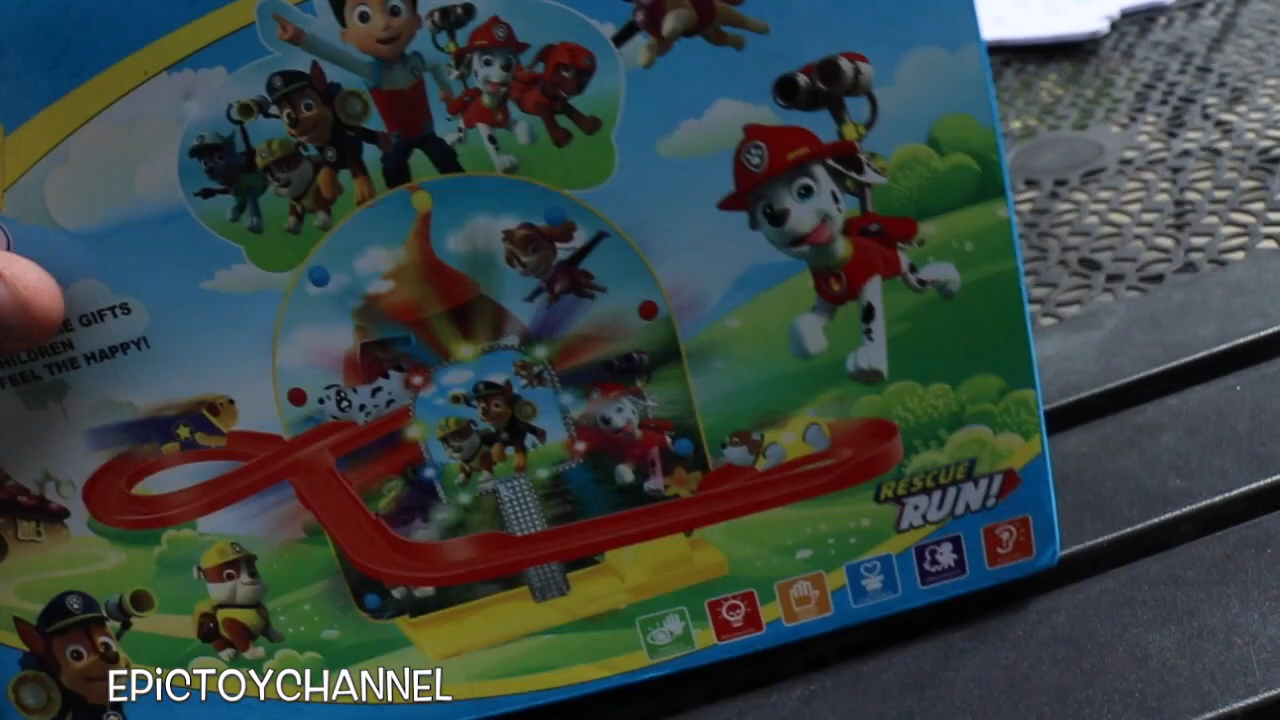 E GIFTS
HILDREN
FEEL THE HAPPY!
RESCUE
RUN!
EPiCTOYCHANNEL